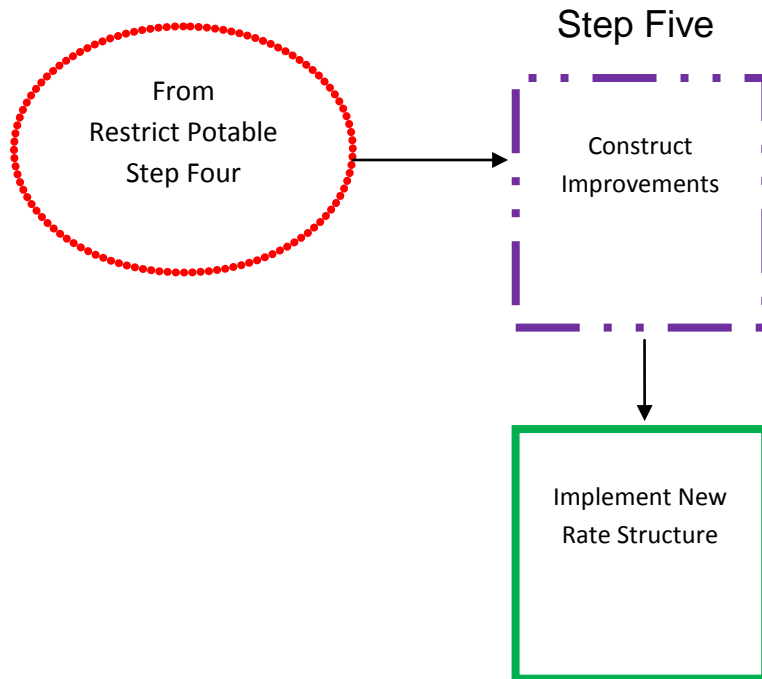 Step Five
From
Restrict Potable
Step Four
Construct
Improvements
Implement New
Rate Structure